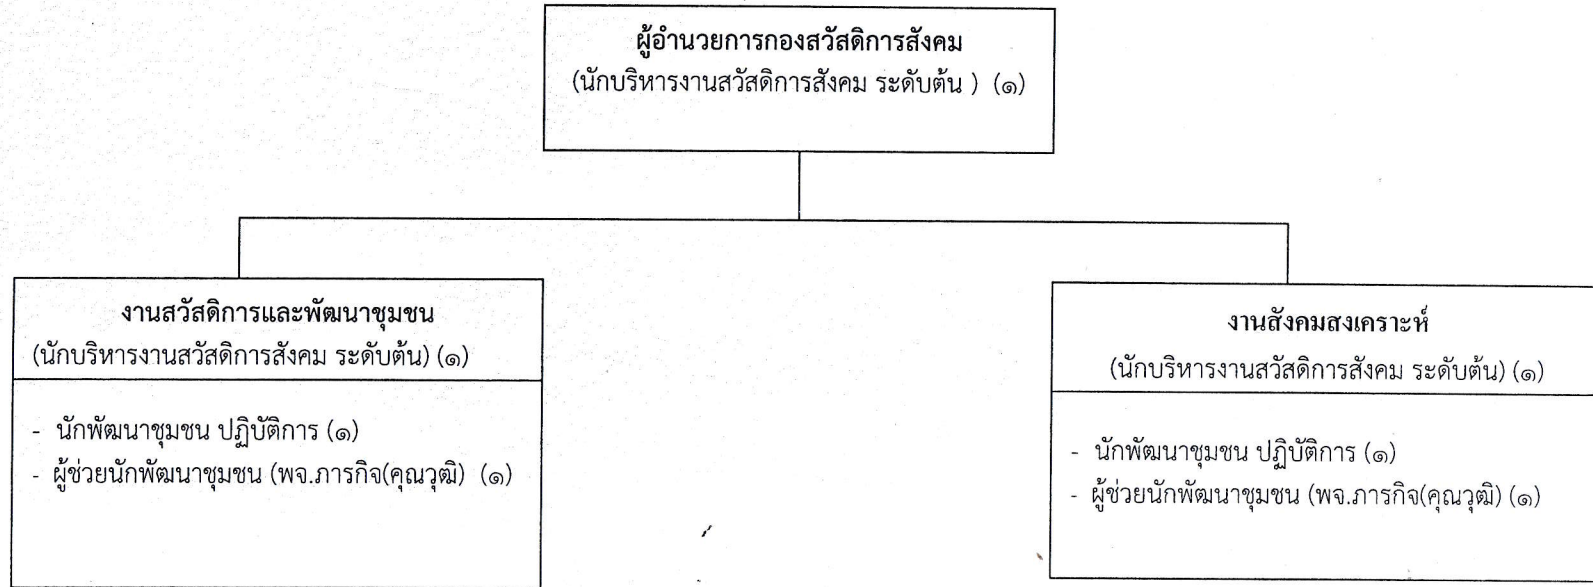 ผู้อำนวยการกองสวัสดิการสังคม
(นักบริหารงานสวัสดิการสังคม ระดับต้น ) (๑)
งานสวัสดิการและพัฒนาชุมชน
(นักบริหารงานสวัสดิการสังคม ระดับต้น) (๑)
- นักพัฒนาชุมชน ปฏิบัติการ (๑)
- ผู้ช่วยนักพัฒนาชุมชน (พจ.ภารกิจ(คุณวุฒิ) (๑)
งานสังคมสงเคราะห์
(นักบริหารงานสวัสดิการสังคม ระดับต้น) (๑)
- นักพัฒนาชุมชน ปฏิบัติการ (๑)
- ผู้ช่วยนักพัฒนาชุมชน (พจ.ภารกิจ(คุณวุฒิ) (๑)